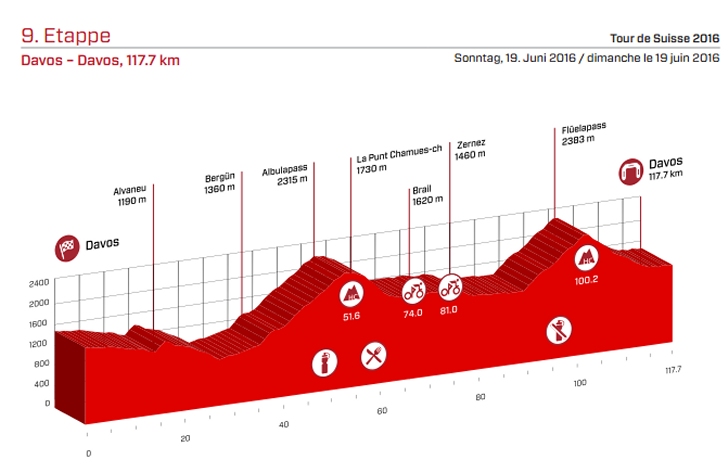 9. Etappe
Tour de Suisse 2016
Davos – Davos, 117.7 km
Sonntag, 19. Juni 2016 / dimanche le 19 juin 2016
Davos
Alvaneu
1190 m
Bergün
1360 m
Albulapass
2315 m
La Punt Chamues-ch
1730 m
Brail
1620 m
Zernez
1460 m
Flüelapass
2383 m
Davos
117.7 km
2400
2000
1600
1200
800
400
0
51.6
74.0
81.0
HC
100.2
0
20
40
60
80
100
117.7